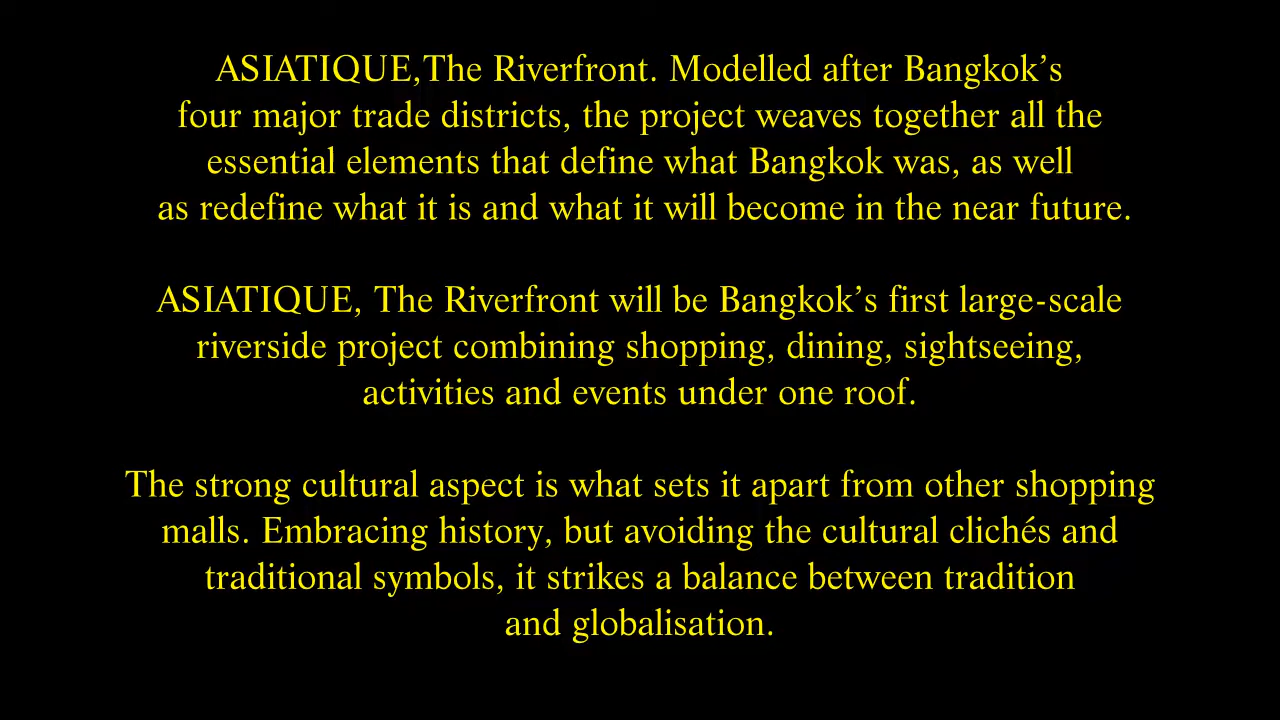 ASIATIQUE,The Riverfront. Modelled after Bangkok’s
four major trade districts, the project weaves together all the
essential elements that define what Bangkok was, as well
as redefine what it is and what it will become in the near future.
ASIATIQUE, The Riverfront will be Bangkok’s first large-scale
riverside project combining shopping, dining, sightseeing,
activities and events under one roof.
The strong cultural aspect is what sets it apart from other shopping
malls. Embracing history, but avoiding the cultural clichés and
traditional symbols, it strikes a balance between tradition
and globalisation.